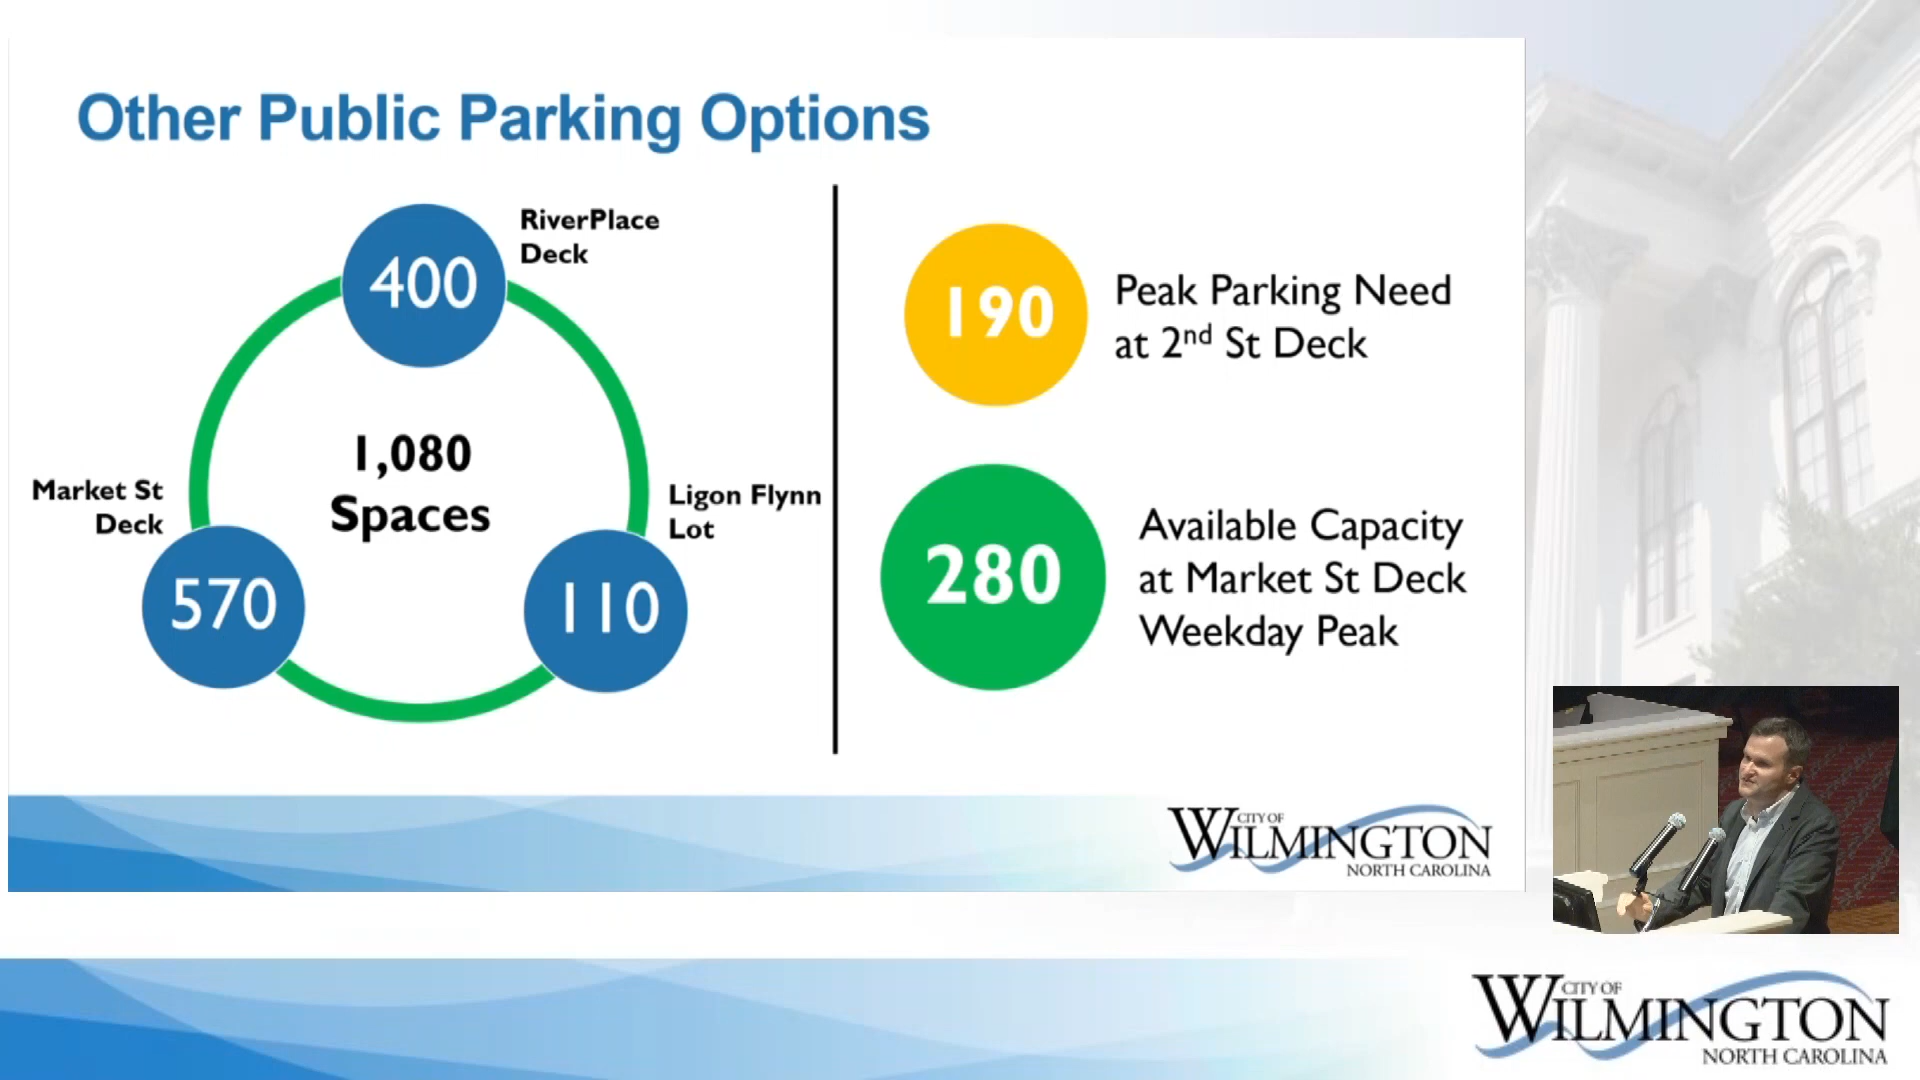 Other Public Parking Options
RiverPlace
Deck
400
1,080
Spaces
Market St
Deck
570
Ligon Flynn
Lot
110
190
Peak Parking Need
at 2nd St Deck
280
Available Capacity
at Market St Deck
Weekday Peak
CITY OF
WILMINGTON
NORTH CAROLINA
CITY OF
WILMINGTON
NORTH CAROLINA